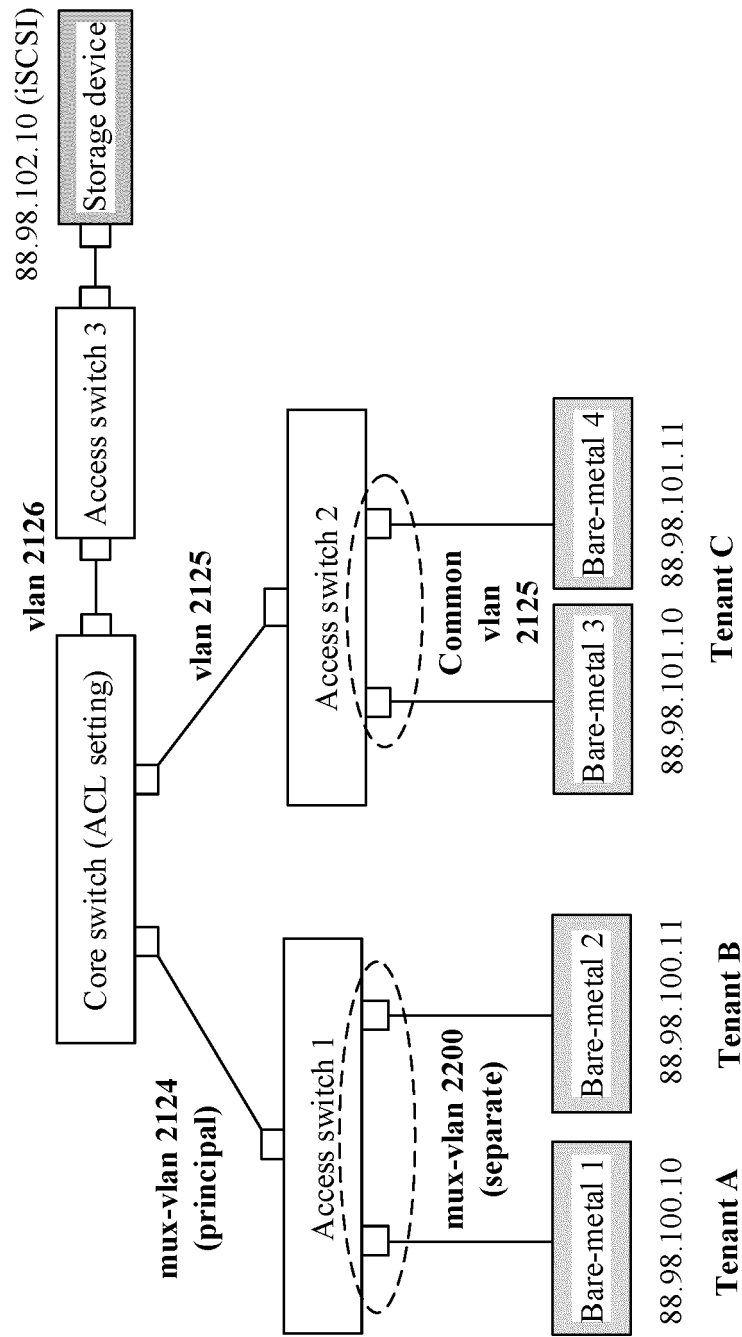 88.98.102.10 (iSCSI)
Storage device
Access switch 3
vlan 2126
Core switch (ACL setting)
mux-vlan 2124
(principal)
vlan 2125
Access switch 1
Access switch 2
mux-vlan 2200
(separate)
Common
vlan
2125
Bare-metal 1
Bare-metal 2
Bare-metal 3
Bare-metal 4
88.98.100.10
88.98.100.11
88.98.101.10
88.98.101.11
Tenant A
Tenant B
Tenant C